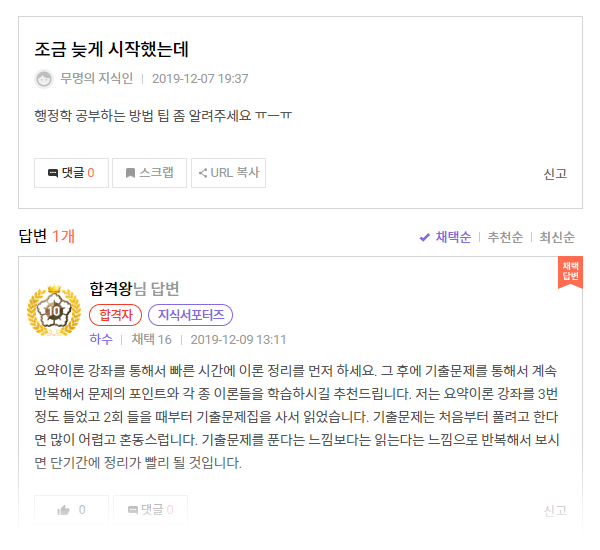 조금 늦게 시작했는데
무명의 지식인 | 2019-12-07 19:37
행정학 공부하는 방법 팁 좀 알려주세요 ㅠㅡㅠ
댓글 0 스크랩 URL 복사 신고
답변 1개 채택순 | 추천순 | 최신순
채택
답변
합격왕님 답변
10
합격자 지식서포터즈
하수 | 채택 16 | 2019-12-09 13:11
요약이론 강좌를 통해서 빠른 시간에 이론 정리를 먼저 하세요. 그 후에 기출문제를 통해서 계속
반복해서 문제의 포인트와 각 종 이론들을 학습하시길 추천드립니다. 저는 요약이론 강좌를 3번
정도 들었고 2회 들을 때부터 기출문제집을 사서 읽었습니다. 기출문제는 처음부터 풀려고 한다
면 많이 어렵고 혼동스럽니다. 기출문제를 푼다는 느낌보다는 읽는다는 느낌으로 반복해서 보시
면 단기간에 정리가 빨리 될 것입니다.
0 댓글 0 신고